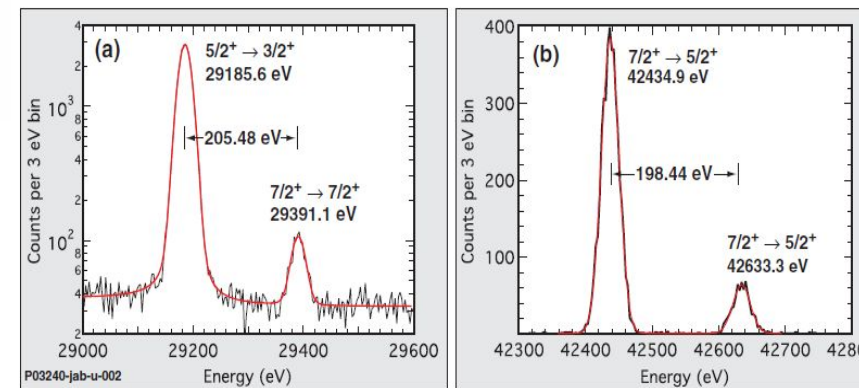 (a)
5/2⁺ → 3/2⁺
29185.6 eV
205.48 eV
7/2⁺ → 7/2⁺
29391.1 eV
Counts per 3 eV bin
4
2
10³
8
6
4
2
10²
8
6
4
2
29000 29200 29400 29600
Energy (eV)
P03240-jab-u-002
(b)
7/2⁺ → 5/2⁺
42434.9 eV
198.44 eV
7/2⁺ → 5/2⁺
42633.3 eV
Counts per 3 eV bin
400
300
200
100
42300 42400 42500 42600 42700 4280
Energy (eV)